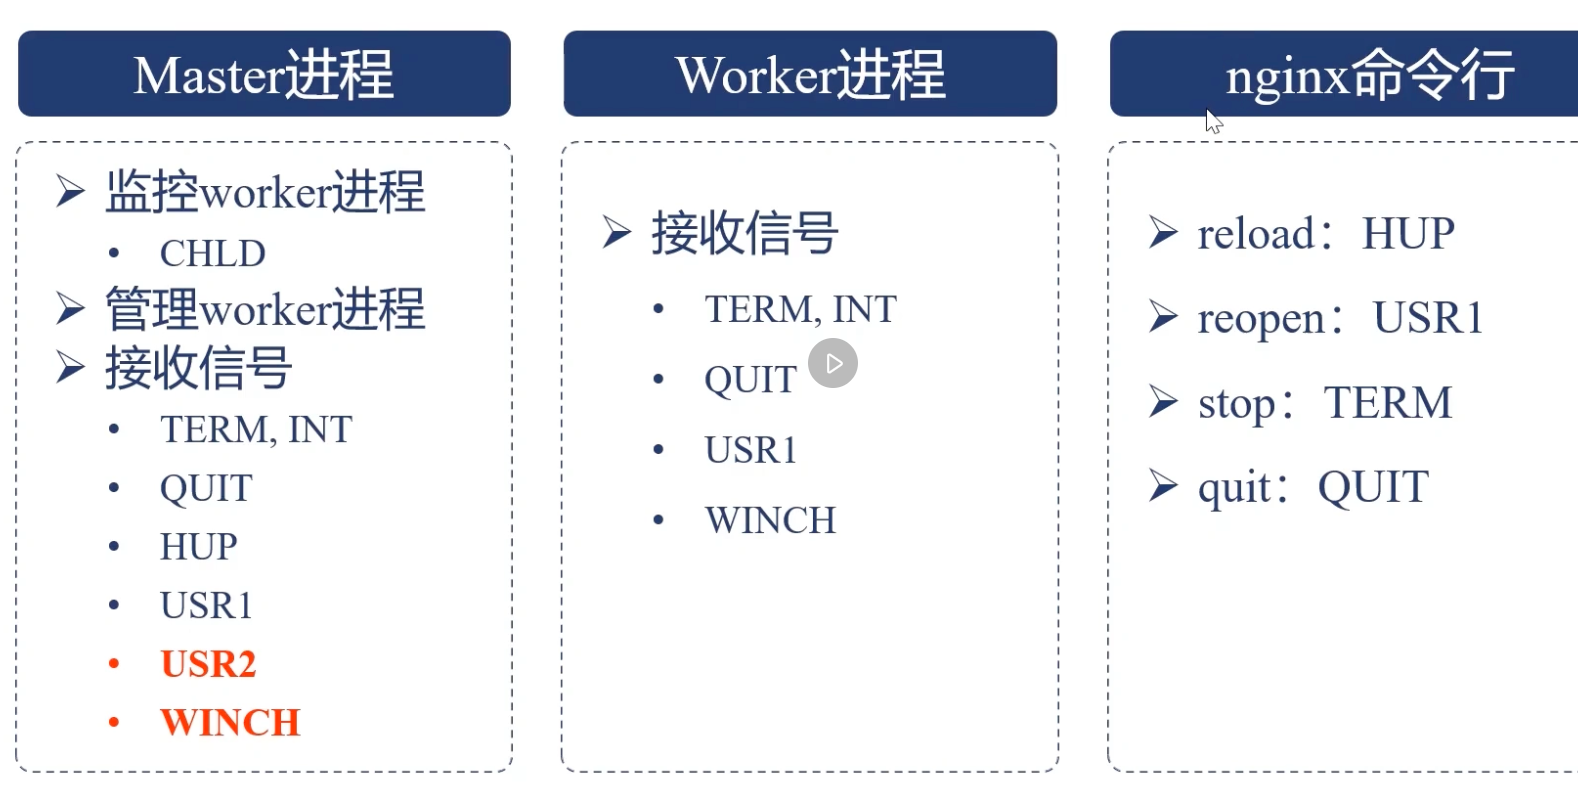 Master进程
监控worker进程
CHLD
管理worker进程
接收信号
TERM, INT
QUIT
HUP
USR1
USR2
WINCH
Worker进程
接收信号
TERM, INT
QUIT
USR1
WINCH
nginx命令行
reload：HUP
reopen：USR1
stop：TERM
quit：QUIT